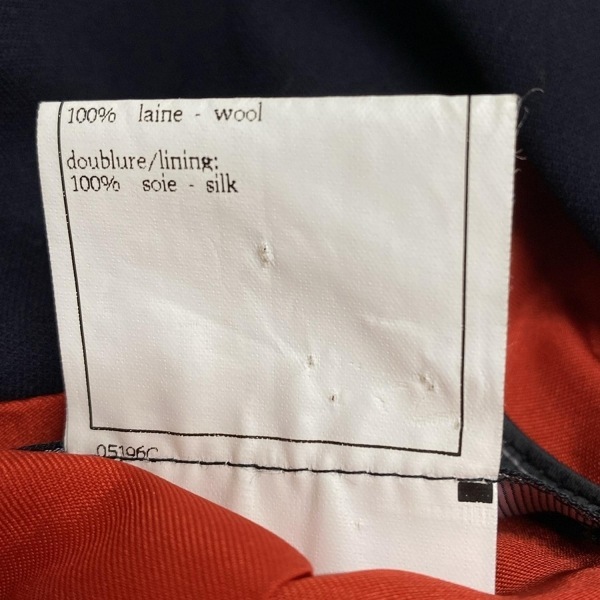 100% laine - wool
doublure/lining:
100% soie - silk
05196C